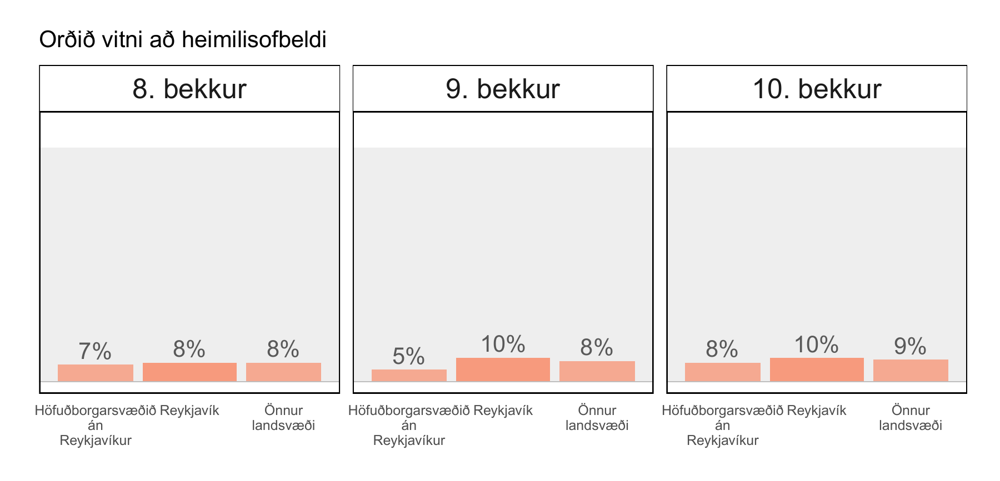 Orðið vitni að heimilisofbeldi
8. bekkur
9. bekkur
10. bekkur
7%
8%
8%
5%
10%
8%
8%
10%
9%
Höfuðborgarsvæðið
án
Reykjavíkur
Reykjavík
Önnur
landsvæði
Höfuðborgarsvæðið
án
Reykjavíkur
Reykjavík
Önnur
landsvæði
Höfuðborgarsvæðið
án
Reykjavíkur
Reykjavík
Önnur
landsvæði